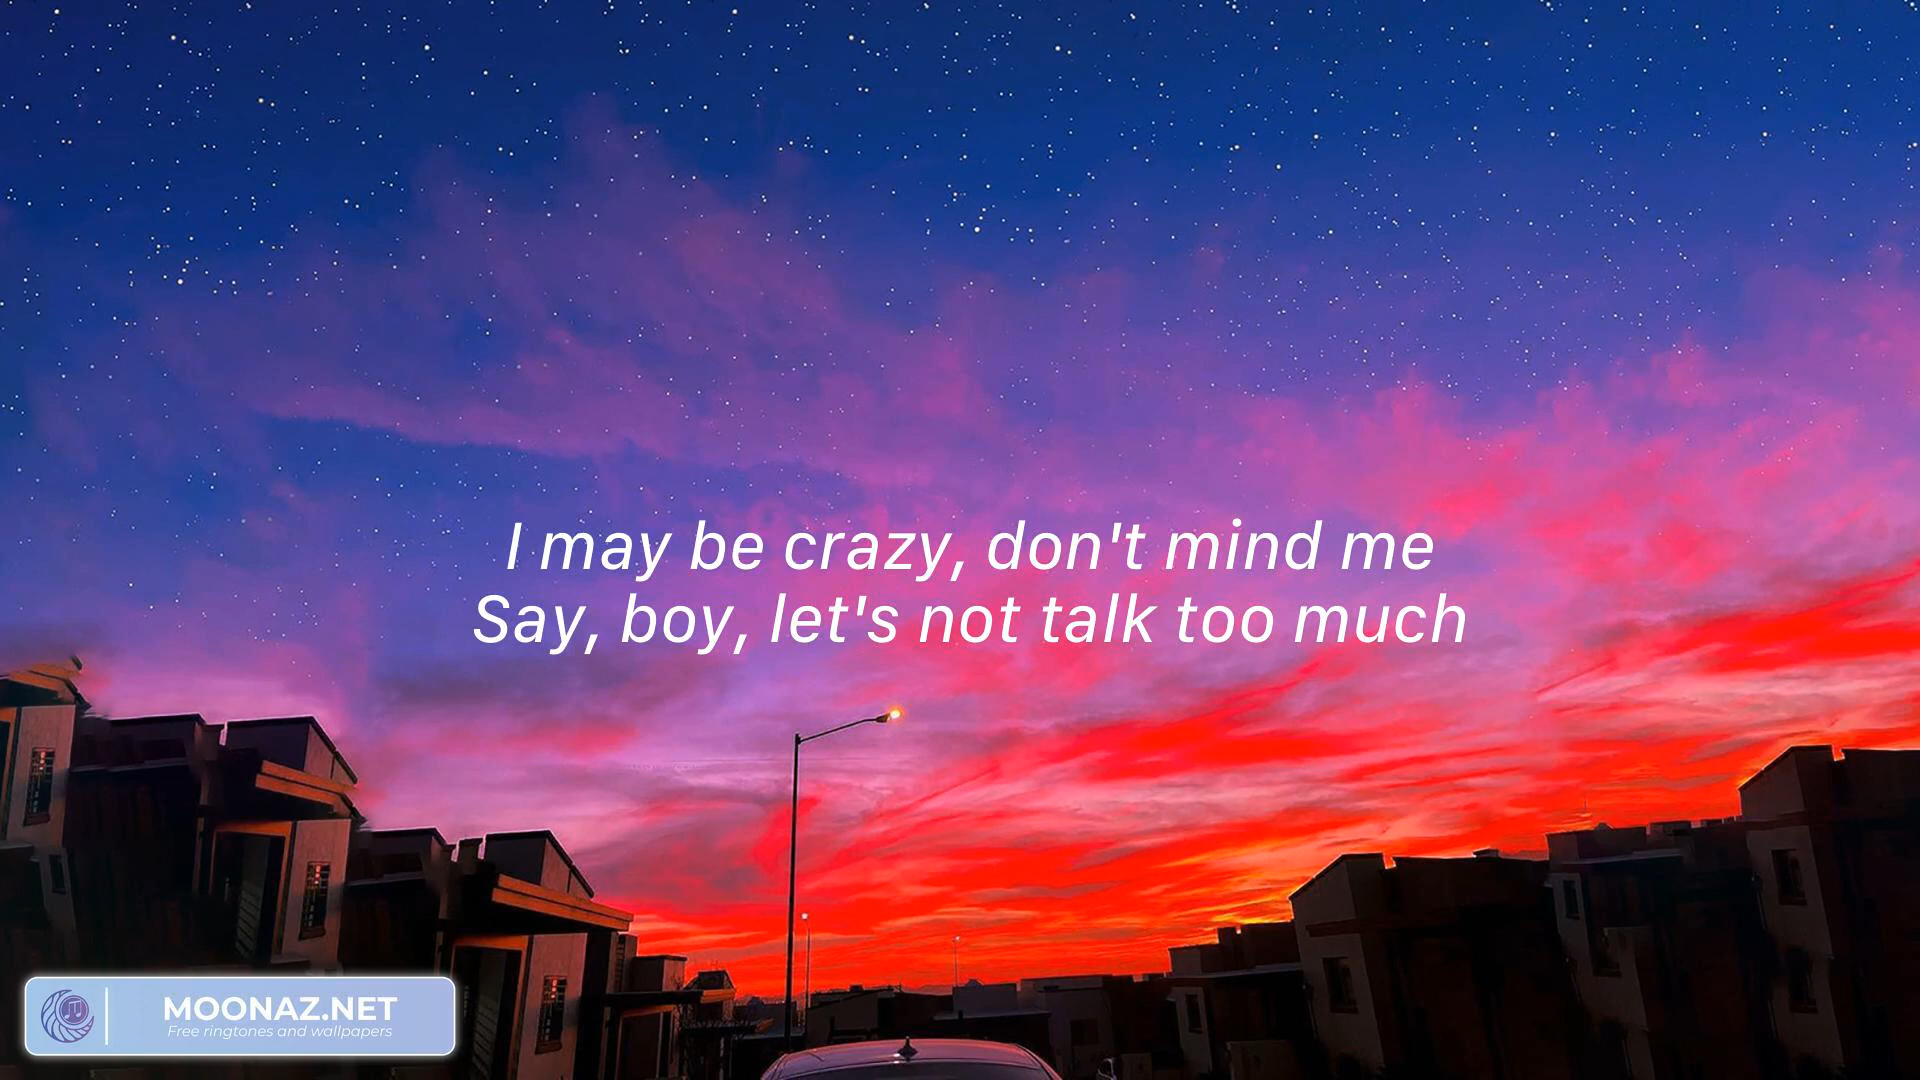 I may be crazy, don't mind me
Say, boy, let's not talk too much
MOONAZ.NET
Free ringtones and wallpapers